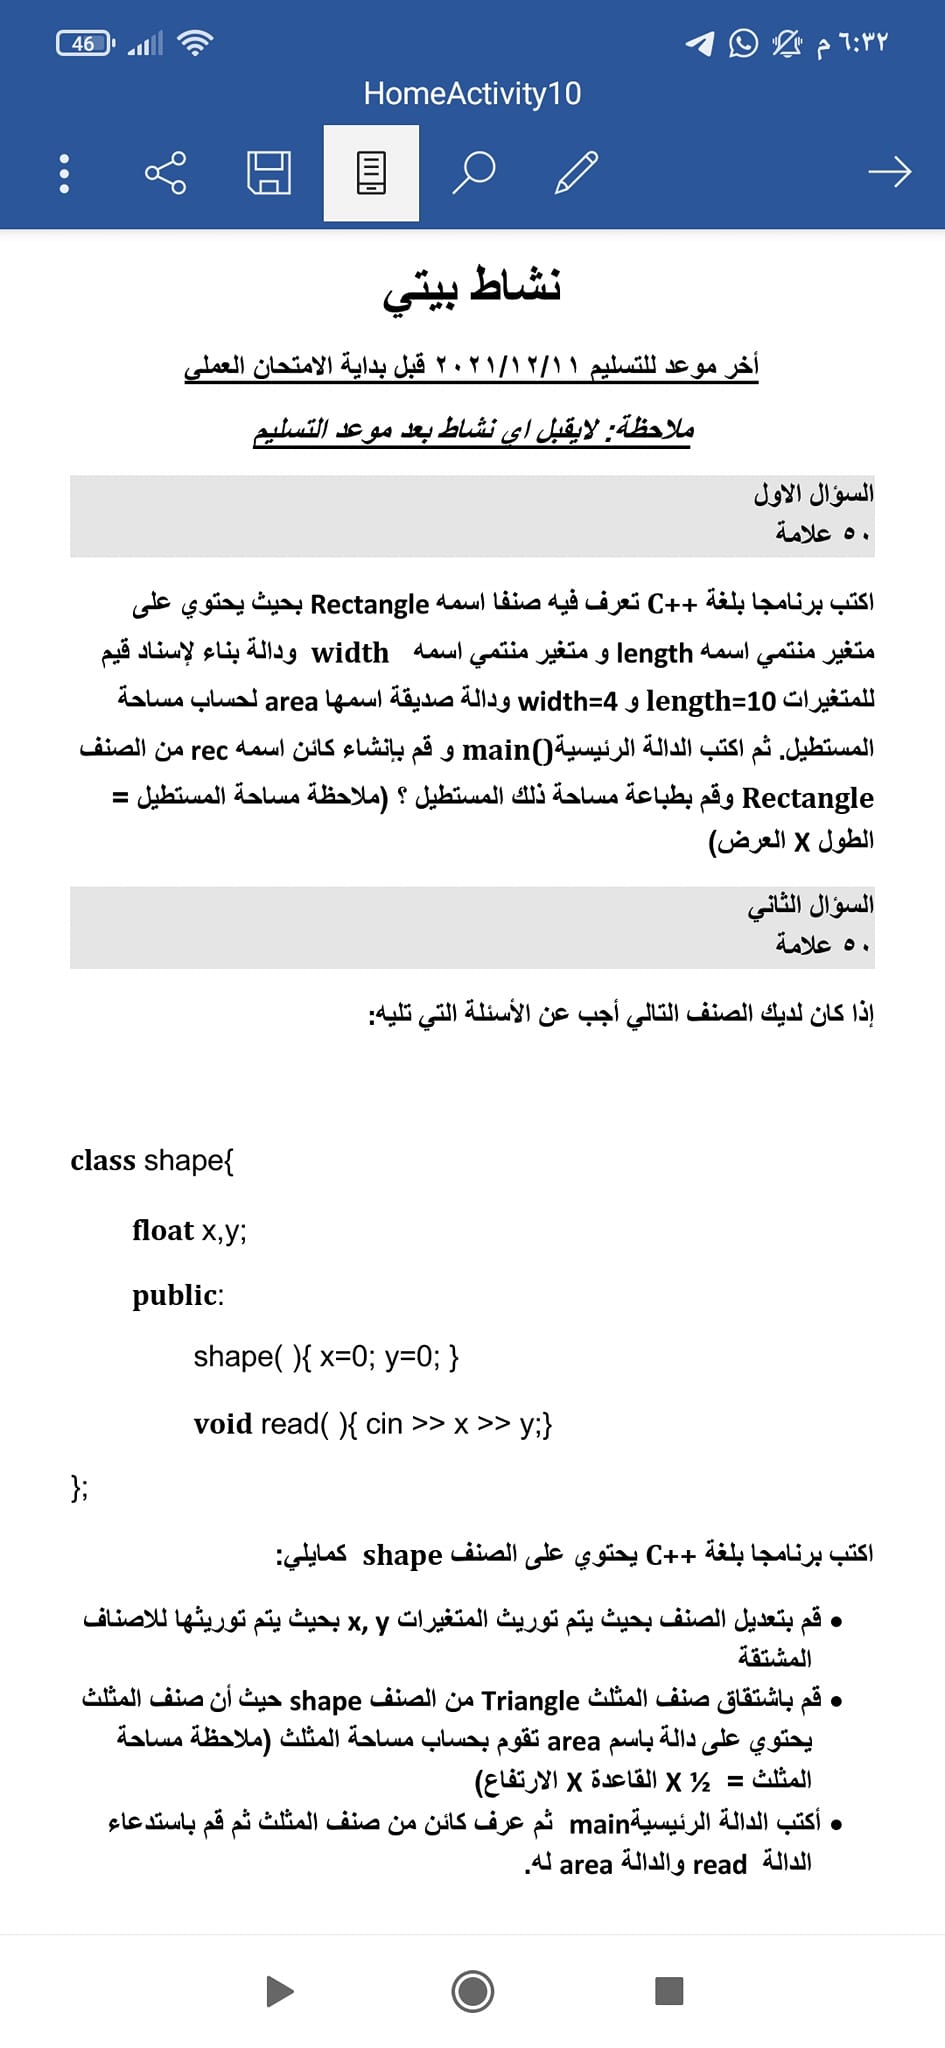 46
٦:٣٢ م
HomeActivity10
نشاط بيتي
أخر موعد للتسليم ٢٠٢١/١٢/١١ قبل بداية الامتحان العملي
ملاحظة: لايقبل اي نشاط بعد موعد التسليم
السؤال الاول
٥٠ علامة
اكتب برنامجا بلغة C++ تعرف فيه صنفا اسمه Rectangle بحيث يحتوي على
متغير منتمي اسمه length و متغير منتمي اسمه width ودالة بناء لإسناد قيم
للمتغيرات length=10 و width=4 ودالة صديقة اسمها area لحساب مساحة
المستطيل. ثم اكتب الدالة الرئيسية main() و قم بإنشاء كائن اسمه rec من الصنف
Rectangle وقم بطباعة مساحة ذلك المستطيل ؟ (ملاحظة مساحة المستطيل =
الطول X العرض)
السؤال الثاني
٥٠ علامة
إذا كان لديك الصنف التالي أجب عن الأسئلة التي تليه:
class shape{
float x,y;
public:
shape( ){ x=0; y=0; }
void read( ){ cin >> x >> y;}
};
اكتب برنامجا بلغة C++ يحتوي على الصنف shape كمايلي:
• قم بتعديل الصنف بحيث يتم توريث المتغيرات x, y بحيث يتم توريثها للاصناف
المشتقة
• قم باشتقاق صنف المثلث Triangle من الصنف shape حيث أن صنف المثلث
يحتوي على دالة باسم area تقوم بحساب مساحة المثلث (ملاحظة مساحة
المثلث = ½ X القاعدة X الارتفاع)
• أكتب الدالة الرئيسية main ثم عرف كائن من صنف المثلث ثم قم باستدعاء
الدالة read والدالة area له.